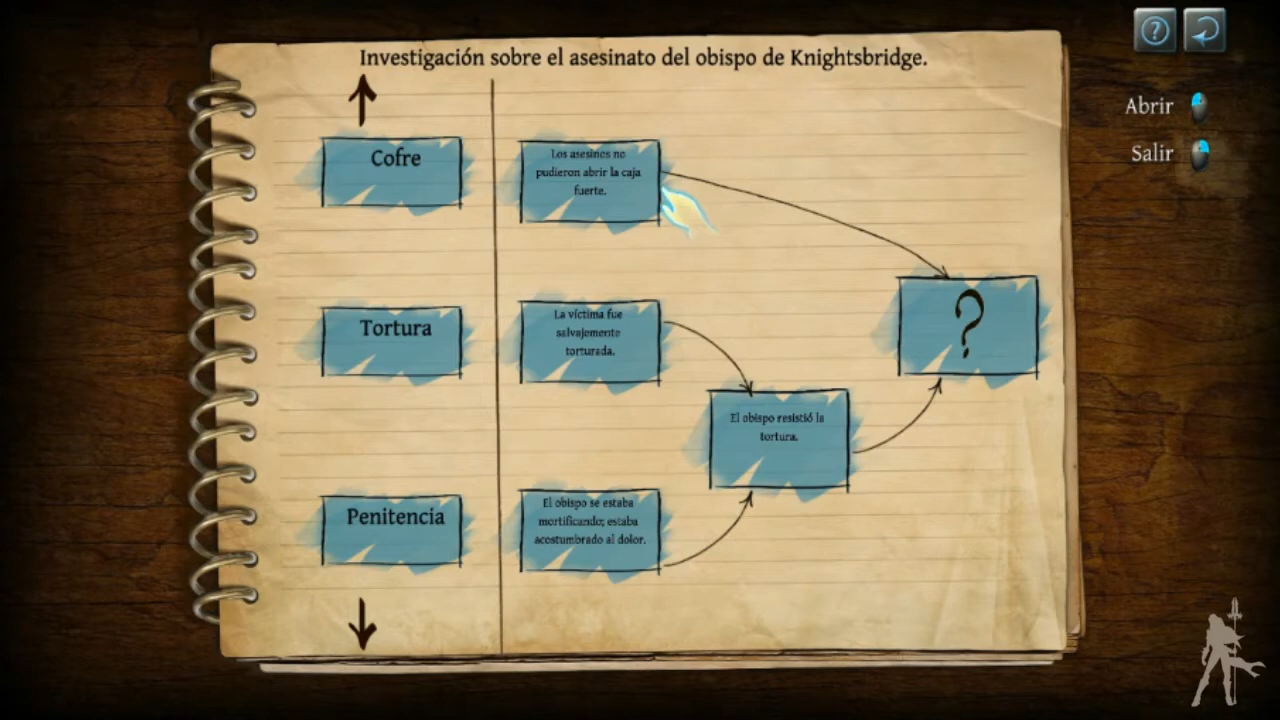 Investigación sobre el asesinato del obispo de Knightsbridge.
Abrir
Salir
Cofre
Los asesinos no
pudieron abrir la caja
fuerte.
?
Tortura
La víctima fue
salvajemente
torturada.
El obispo resistió la
tortura.
Penitencia
El obispo se estaba
mortificando; estaba
acostumbrado al dolor.